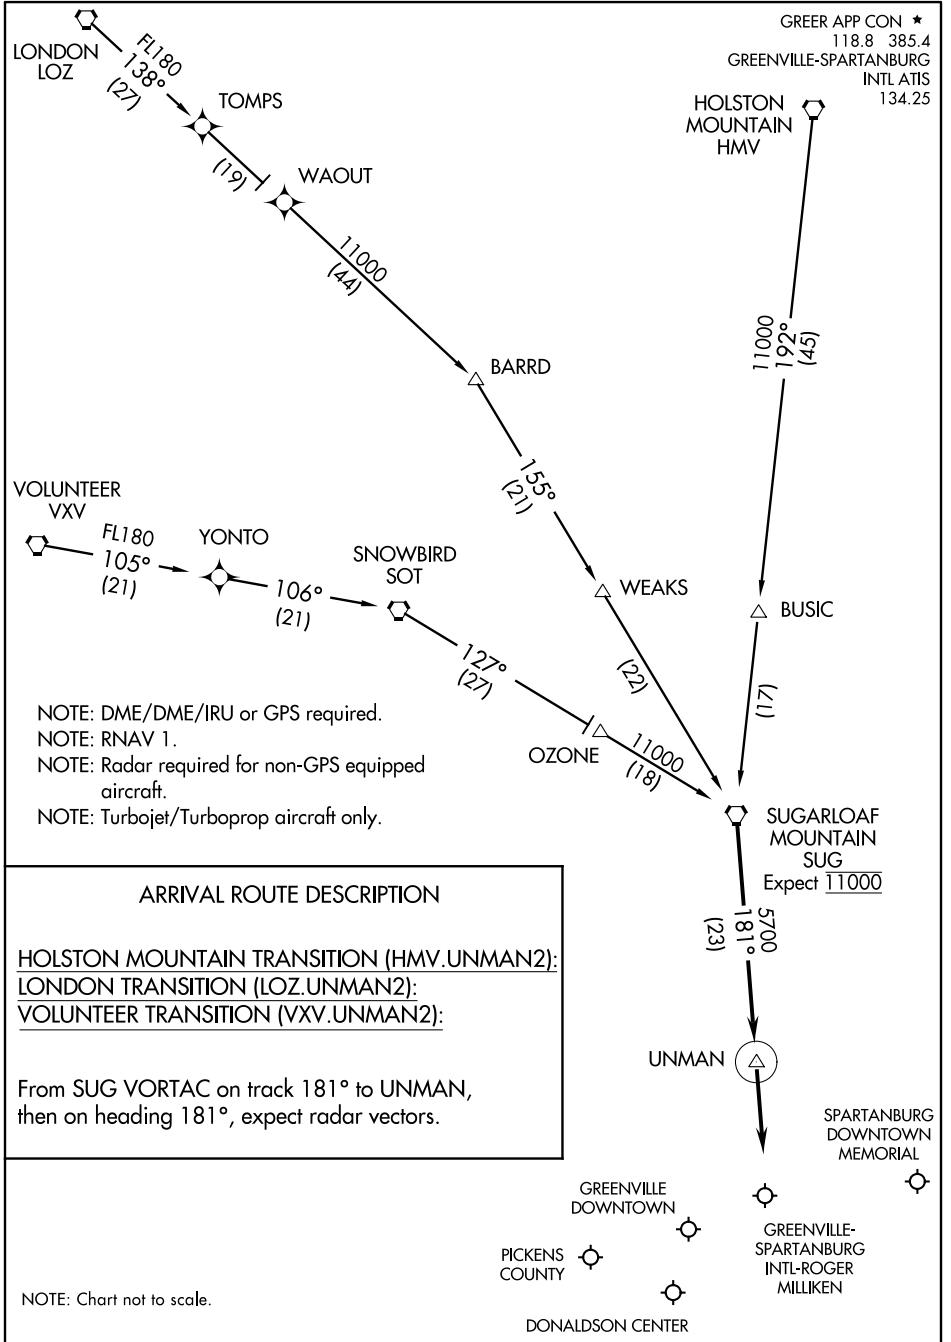 GREER APP CON ★
118.8 385.4
GREENVILLE-SPARTANBURG
INTL ATIS
134.25
LONDON
LOZ
FL180
138°
(27)
TOMPS
(19)
WAOUT
11000
(44)
BARRD
155°
(21)
WEAKS
(22)
HOLSTON
MOUNTAIN
HMV
11000
192°
(45)
BUSIC
(17)
VOLUNTEER
VXV
FL180
105°
(21)
YONTO
106°
(21)
SNOWBIRD
SOT
127°
(27)
OZONE
11000
(18)
SUGARLOAF
MOUNTAIN
SUG
Expect 11000
5700
181°
(23)
UNMAN
NOTE: DME/DME/IRU or GPS required.
NOTE: RNAV 1.
NOTE: Radar required for non-GPS equipped
aircraft.
NOTE: Turbojet/Turboprop aircraft only.
ARRIVAL ROUTE DESCRIPTION
HOLSTON MOUNTAIN TRANSITION (HMV.UNMAN2):
LONDON TRANSITION (LOZ.UNMAN2):
VOLUNTEER TRANSITION (VXV.UNMAN2):
From SUG VORTAC on track 181° to UNMAN,
then on heading 181°, expect radar vectors.
SPARTANBURG
DOWNTOWN
MEMORIAL
GREENVILLE
DOWNTOWN
GREENVILLE-
SPARTANBURG
INTL-ROGER
MILLIKEN
PICKENS
COUNTY
DONALDSON CENTER
NOTE: Chart not to scale.